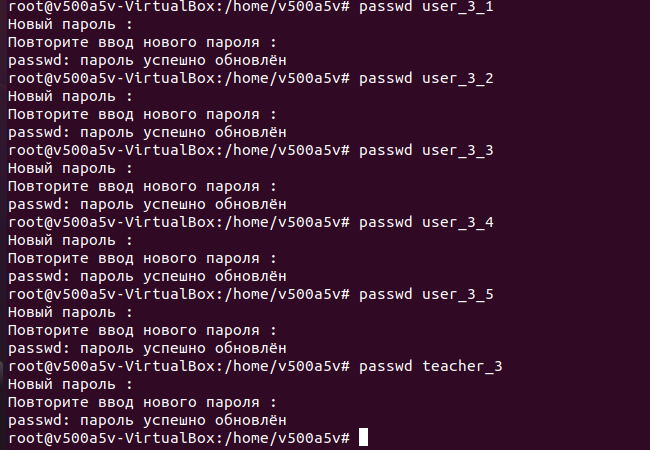 root@v500a5v-VirtualBox:/home/v500a5v# passwd user_3_1
Новый пароль :
Повторите ввод нового пароля :
passwd: пароль успешно обновлён
root@v500a5v-VirtualBox:/home/v500a5v# passwd user_3_2
Новый пароль :
Повторите ввод нового пароля :
passwd: пароль успешно обновлён
root@v500a5v-VirtualBox:/home/v500a5v# passwd user_3_3
Новый пароль :
Повторите ввод нового пароля :
passwd: пароль успешно обновлён
root@v500a5v-VirtualBox:/home/v500a5v# passwd user_3_4
Новый пароль :
Повторите ввод нового пароля :
passwd: пароль успешно обновлён
root@v500a5v-VirtualBox:/home/v500a5v# passwd user_3_5
Новый пароль :
Повторите ввод нового пароля :
passwd: пароль успешно обновлён
root@v500a5v-VirtualBox:/home/v500a5v# passwd teacher_3
Новый пароль :
Повторите ввод нового пароля :
passwd: пароль успешно обновлён
root@v500a5v-VirtualBox:/home/v500a5v#